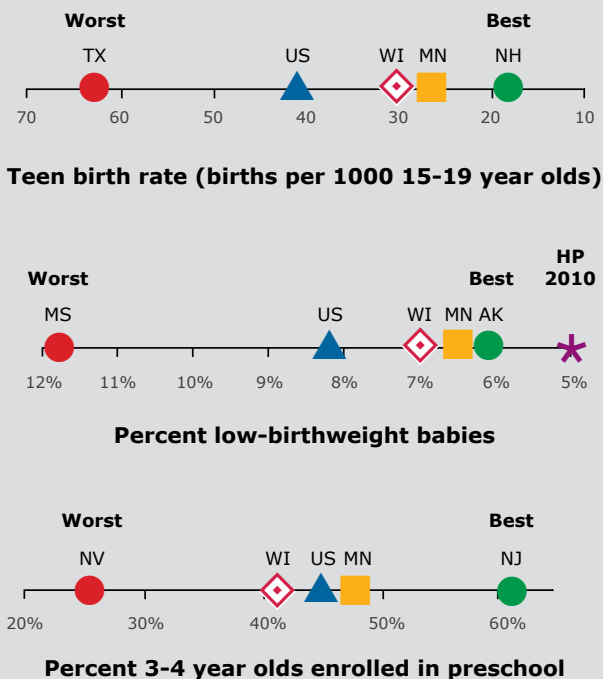 Worst Best
TX US WI MN NH
70 60 50 40 30 20 10
Teen birth rate (births per 1000 15-19 year olds)
HP
Worst Best 2010
MS US WI MN AK
12% 11% 10% 9% 8% 7% 6% 5%
Percent low-birthweight babies
Worst Best
NV WI US MN NJ
20% 30% 40% 50% 60%
Percent 3-4 year olds enrolled in preschool